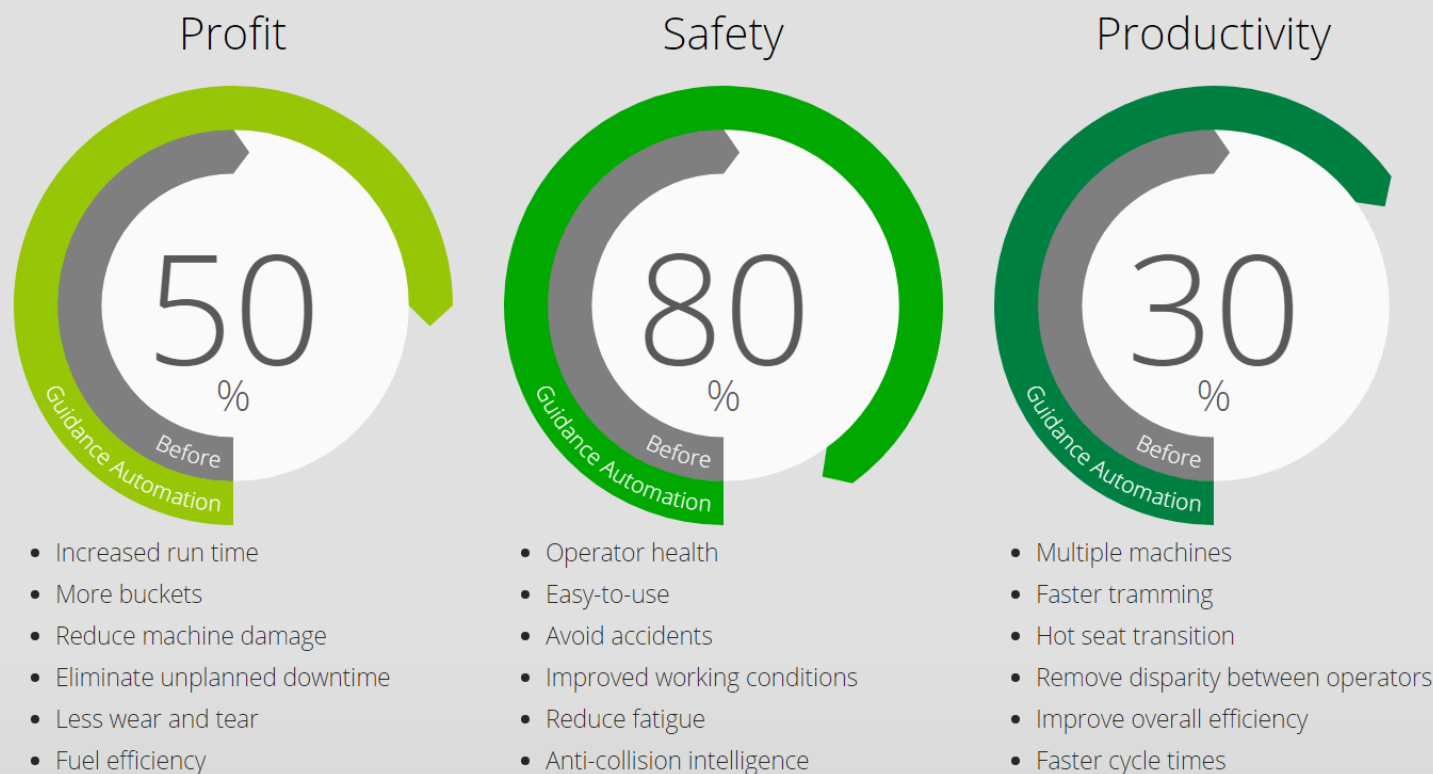 Profit
50
%
Guidance Automation
Before
• Increased run time
• More buckets
• Reduce machine damage
• Eliminate unplanned downtime
• Less wear and tear
• Fuel efficiency
Safety
80
%
Guidance Automation
Before
• Operator health
• Easy-to-use
• Avoid accidents
• Improved working conditions
• Reduce fatigue
• Anti-collision intelligence
Productivity
30
%
Guidance Automation
Before
• Multiple machines
• Faster tramming
• Hot seat transition
• Remove disparity between operators
• Improve overall efficiency
• Faster cycle times